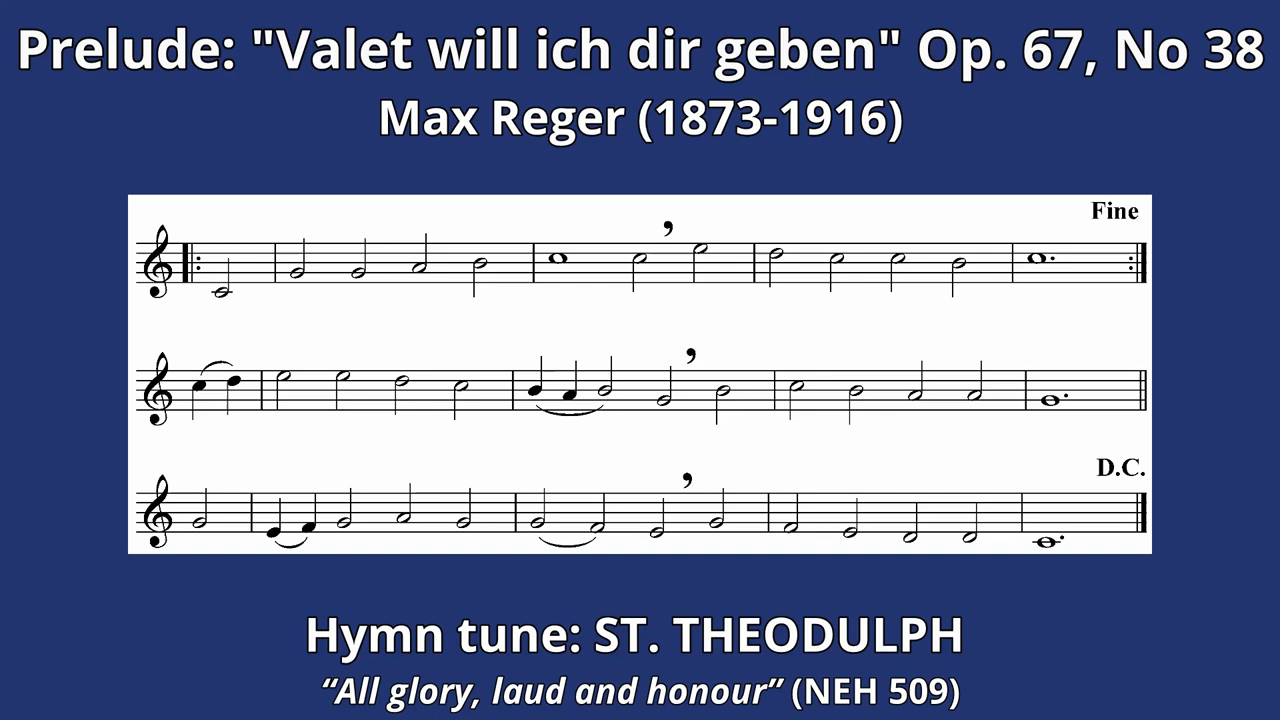 Prelude: "Valet will ich dir geben" Op. 67, No 38
Max Reger (1873-1916)
Fine
D.C.
Hymn tune: ST. THEODULPH
“All glory, laud and honour” (NEH 509)